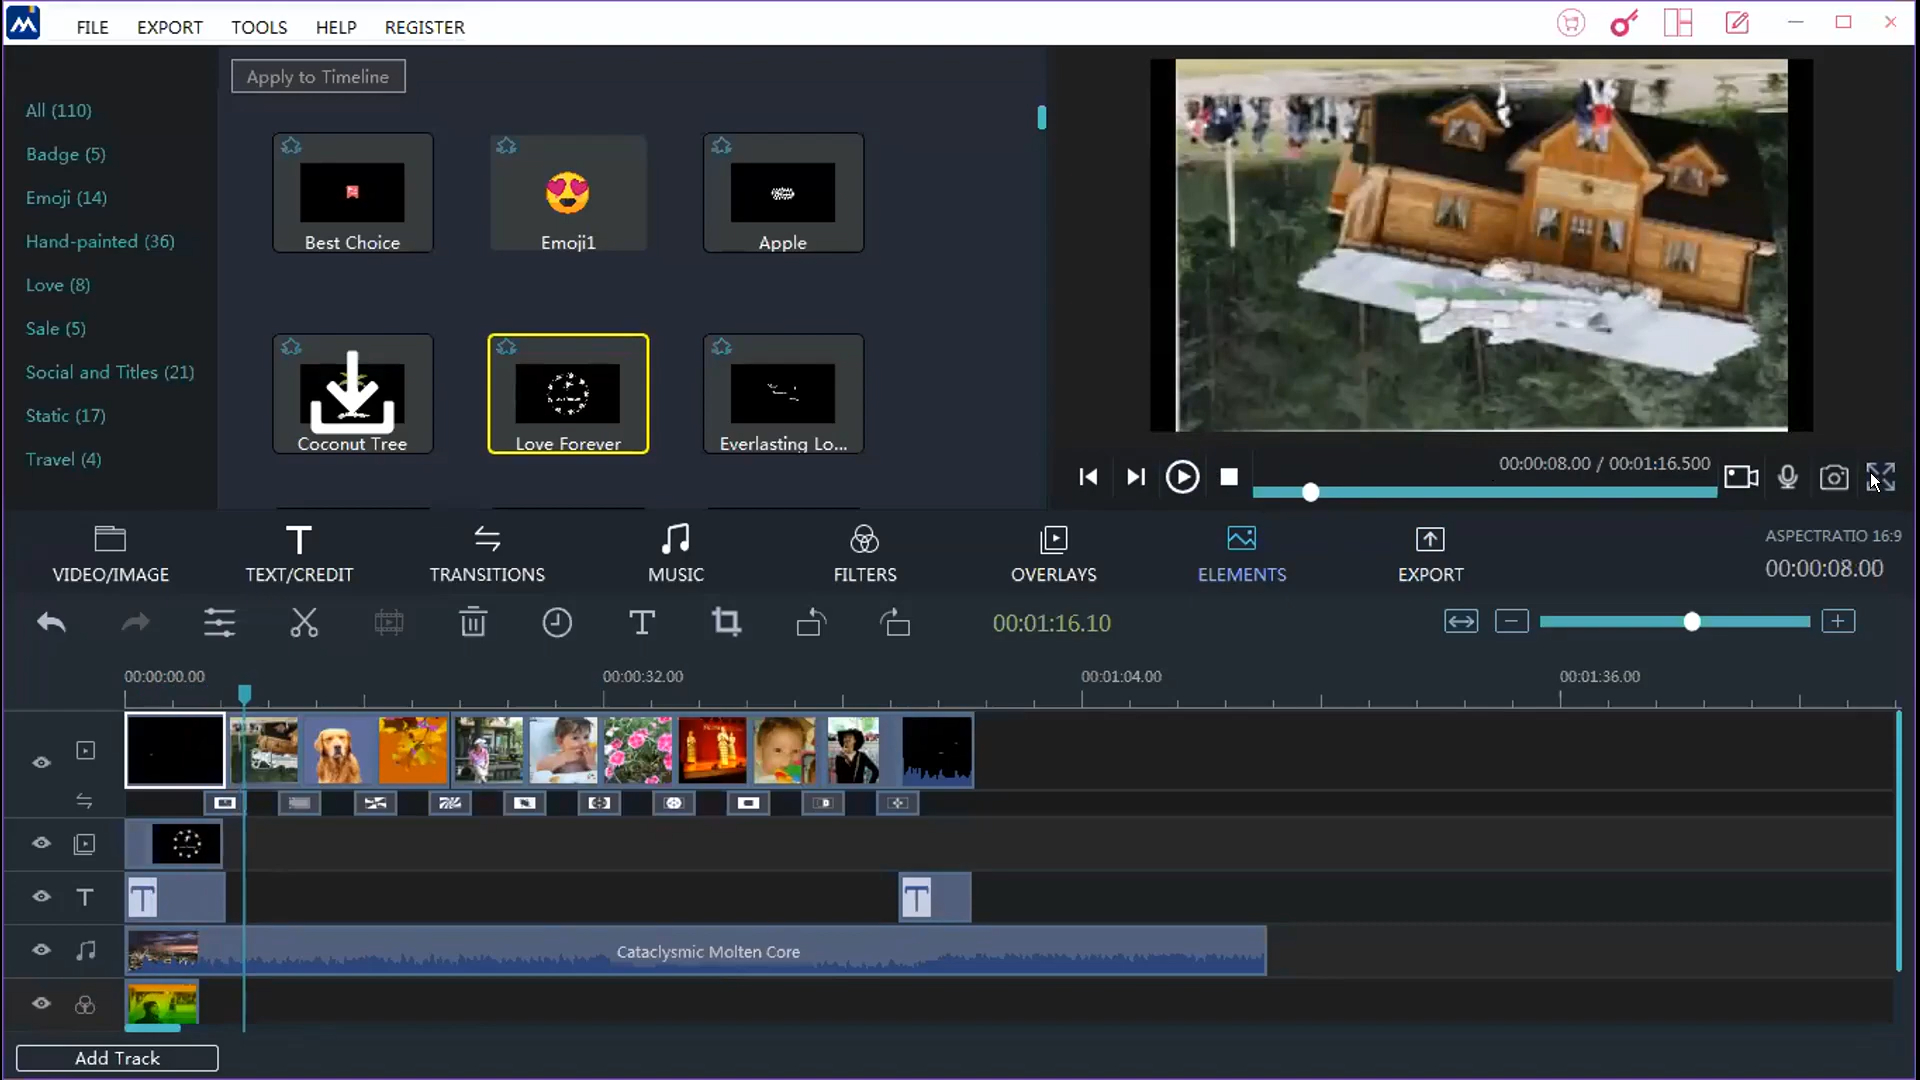 FILE EXPORT TOOLS HELP REGISTER
Apply to Timeline
All (110)
Badge (5)
Emoji (14)
Hand-painted (36)
Love (8)
Sale (5)
Social and Titles (21)
Static (17)
Travel (4)
Best Choice
Emoji1
Apple
Coconut Tree
Love Forever
Everlasting Lo...
00:00:08.00 / 00:01:16.500
VIDEO/IMAGE
TEXT/CREDIT
TRANSITIONS
MUSIC
FILTERS
OVERLAYS
ELEMENTS
EXPORT
ASPECTRATIO 16:9
00:00:08.00
00:01:16.10
00:00:00.00
00:00:32.00
00:01:04.00
00:01:36.00
T
T
T
Cataclysmic Molten Core
Add Track